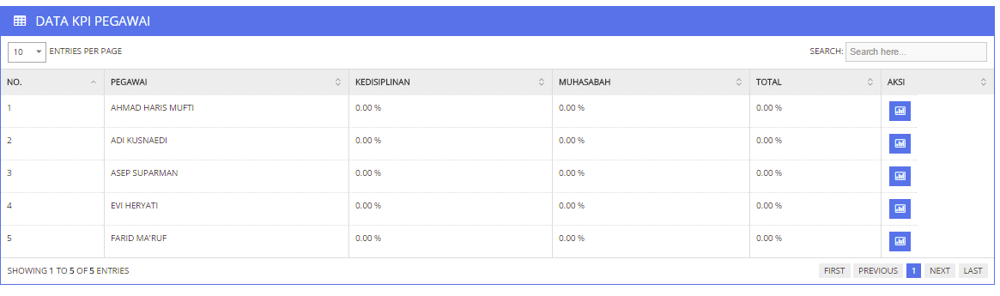 DATA KPI PEGAWAI
10 ENTRIES PER PAGE SEARCH: Search here...
NO. PEGAWAI KEDISIPLINAN MUHASABAH TOTAL AKSI
1 AHMAD HARIS MUFTI 0.00 % 0.00 % 0.00 %
2 ADI KUSNAEDI 0.00 % 0.00 % 0.00 %
3 ASEP SUPARMAN 0.00 % 0.00 % 0.00 %
4 EVI HERYATI 0.00 % 0.00 % 0.00 %
5 FARID MA'RUF 0.00 % 0.00 % 0.00 %
SHOWING 1 TO 5 OF 5 ENTRIES FIRST PREVIOUS 1 NEXT LAST